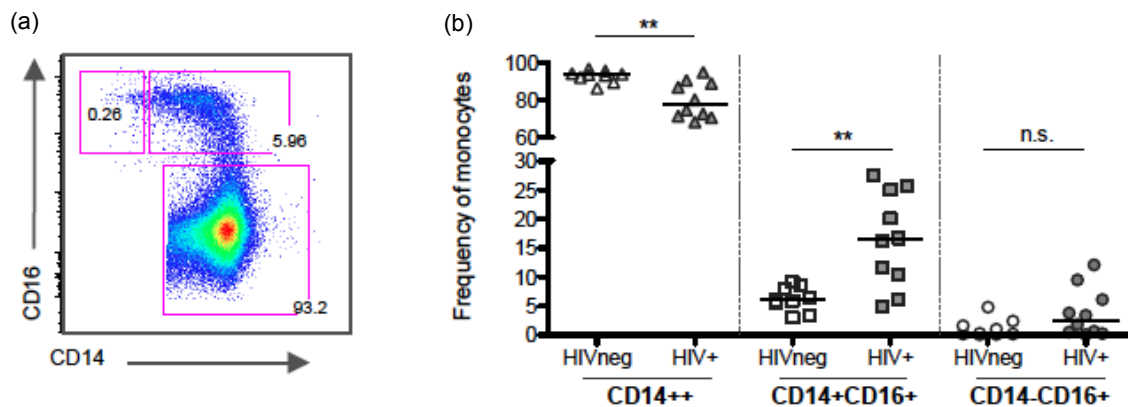 (a)
CD16
0.26
5.96
93.2
CD14
(b)
Frequency of monocytes
100
80
60
30
25
20
15
10
5
0
**
**
n.s.
HIVneg HIV+ HIVneg HIV+ HIVneg HIV+
CD14++ CD14+CD16+ CD14-CD16+